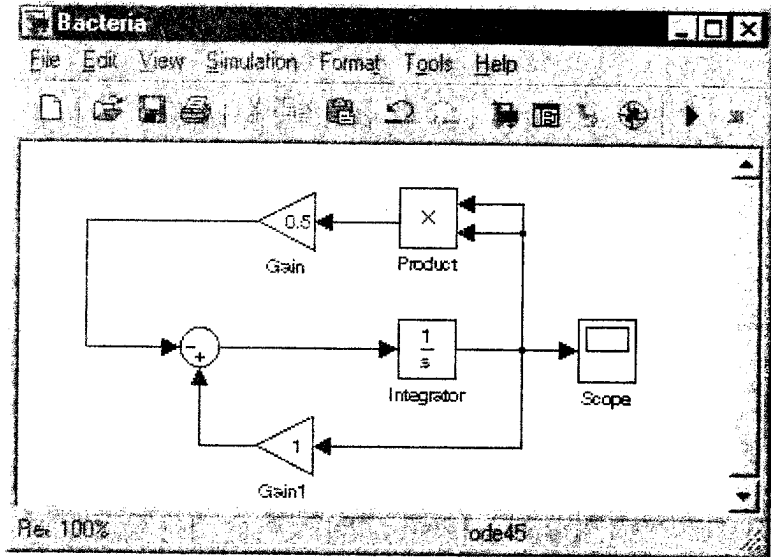 Bacteria
File Edit View Simulation Format Tools Help
0.5
×
Gain
Product
-
+
1
s
Integrator
Scope
1
Gain1
100%
ode45